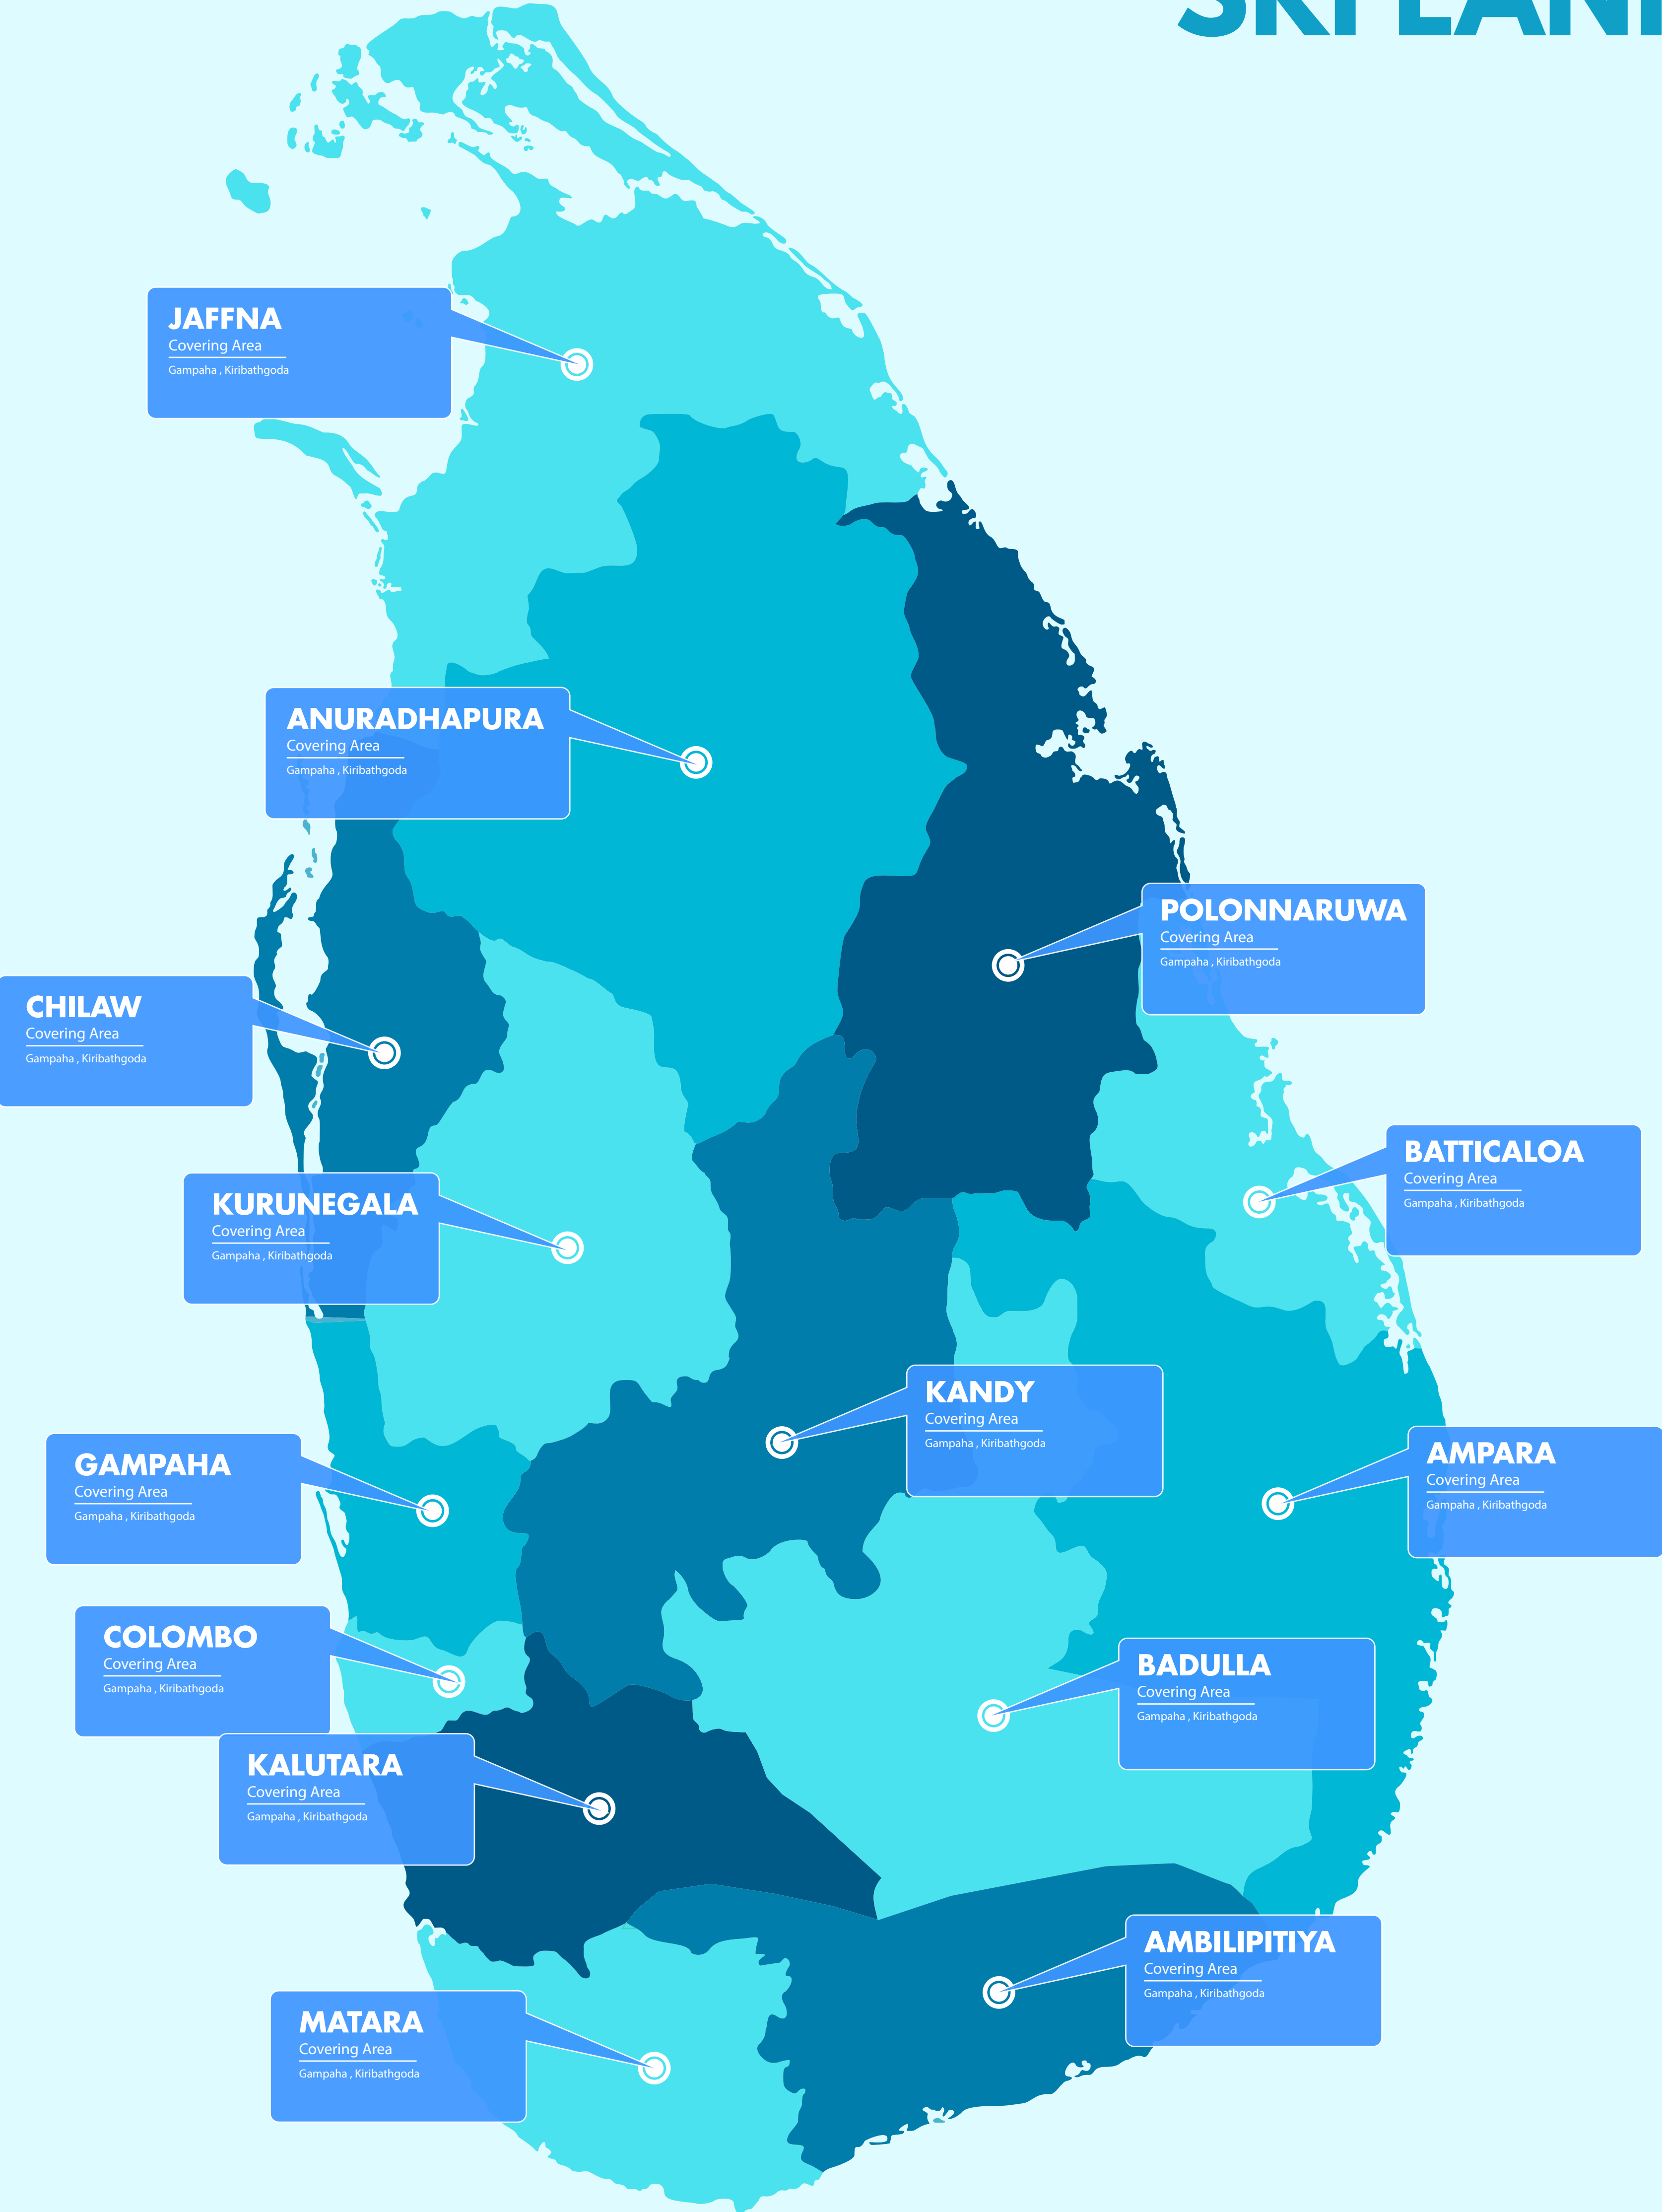 SRI LAN
JAFFNA
Covering Area
Gampaha , Kiribathgoda
ANURADHAPURA
Covering Area
Gampaha , Kiribathgoda
POLONNARUWA
Covering Area
Gampaha , Kiribathgoda
CHILAW
Covering Area
Gampaha , Kiribathgoda
BATTICALOA
Covering Area
Gampaha , Kiribathgoda
KURUNEGALA
Covering Area
Gampaha , Kiribathgoda
KANDY
Covering Area
Gampaha , Kiribathgoda
AMPARA
Covering Area
Gampaha , Kiribathgoda
GAMPAHA
Covering Area
Gampaha , Kiribathgoda
COLOMBO
Covering Area
Gampaha , Kiribathgoda
BADULLA
Covering Area
Gampaha , Kiribathgoda
KALUTARA
Covering Area
Gampaha , Kiribathgoda
AMBILIPITIYA
Covering Area
Gampaha , Kiribathgoda
MATARA
Covering Area
Gampaha , Kiribathgoda